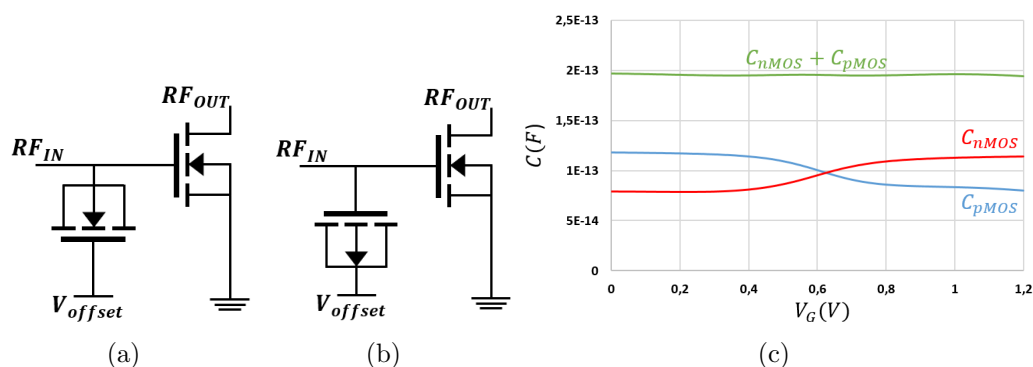 RF_OUT
RF_IN
V_offset
(a)
RF_OUT
RF_IN
V_offset
(b)
2,5E-13
2E-13
1,5E-13
1E-13
5E-14
0
C(F)
C_nMOS + C_pMOS
C_nMOS
C_pMOS
0 0,2 0,4 0,6 0,8 1 1,2
V_G(V)
(c)